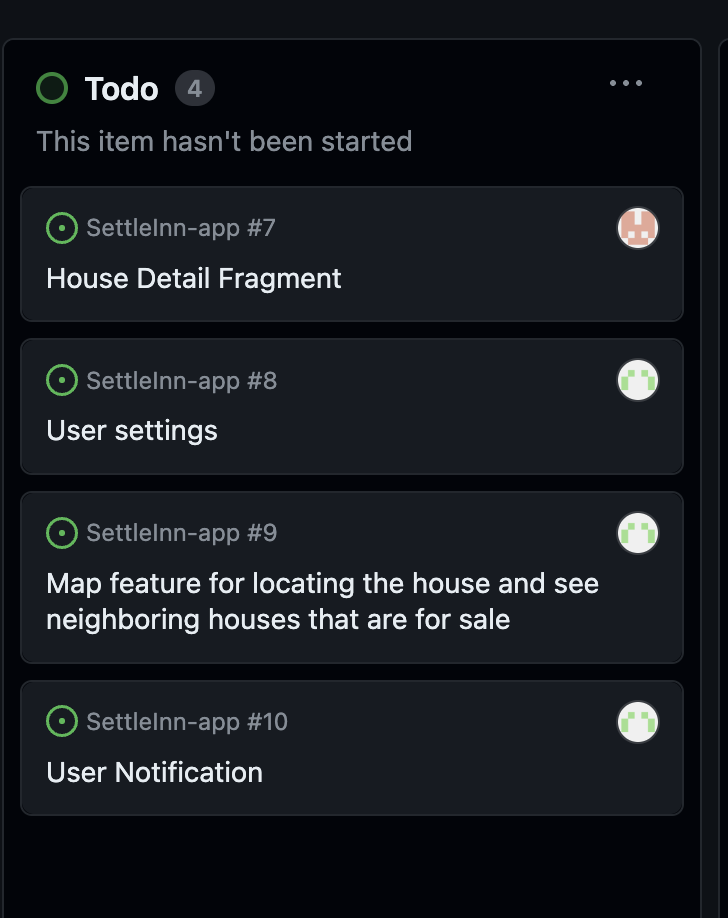 Todo 4
This item hasn't been started
SettleInn-app #7
House Detail Fragment
SettleInn-app #8
User settings
SettleInn-app #9
Map feature for locating the house and see
neighboring houses that are for sale
SettleInn-app #10
User Notification